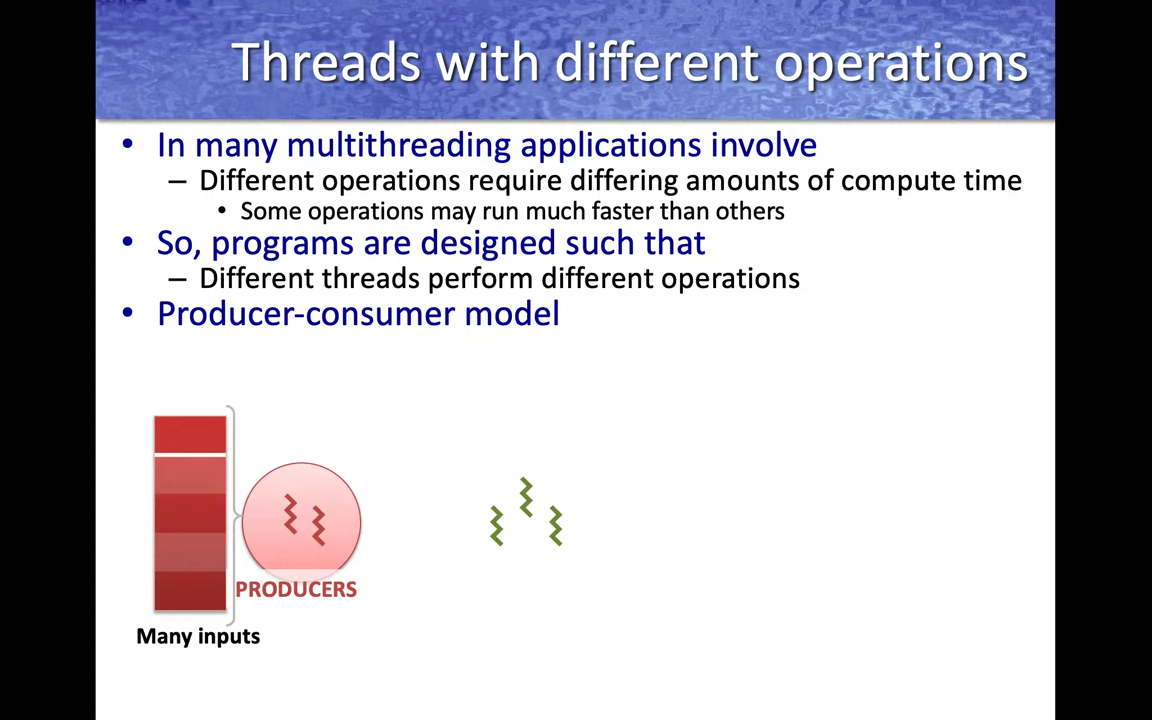 Threads with different operations
• In many multithreading applications involve
– Different operations require differing amounts of compute time
• Some operations may run much faster than others
• So, programs are designed such that
– Different threads perform different operations
• Producer-consumer model
PRODUCERS
Many inputs